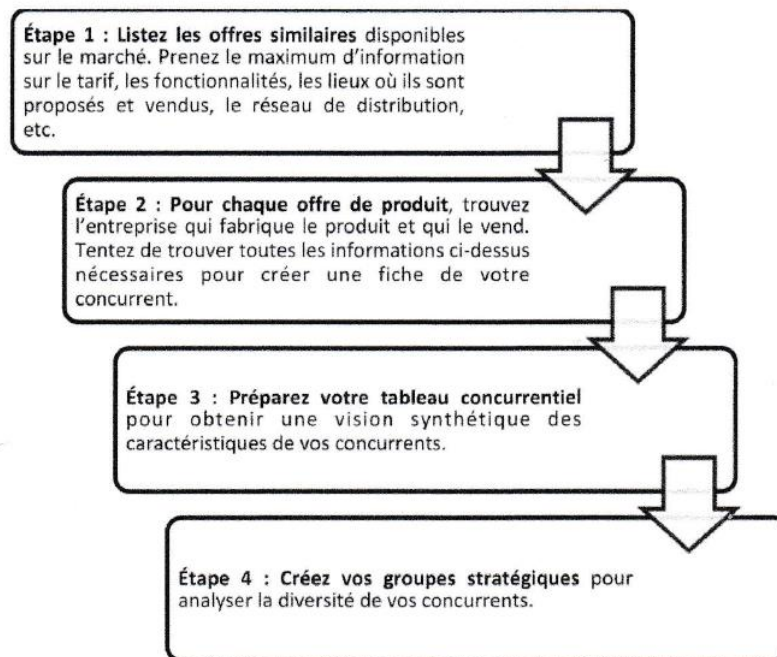 Étape 1 : Listez les offres similaires disponibles
sur le marché. Prenez le maximum d'information
sur le tarif, les fonctionnalités, les lieux où ils sont
proposés et vendus, le réseau de distribution,
etc.
Étape 2 : Pour chaque offre de produit, trouvez
l'entreprise qui fabrique le produit et qui le vend.
Tentez de trouver toutes les informations ci-dessus
nécessaires pour créer une fiche de votre
concurrent.
Étape 3 : Préparez votre tableau concurrentiel
pour obtenir une vision synthétique des
caractéristiques de vos concurrents.
Étape 4 : Créez vos groupes stratégiques pour
analyser la diversité de vos concurrents.